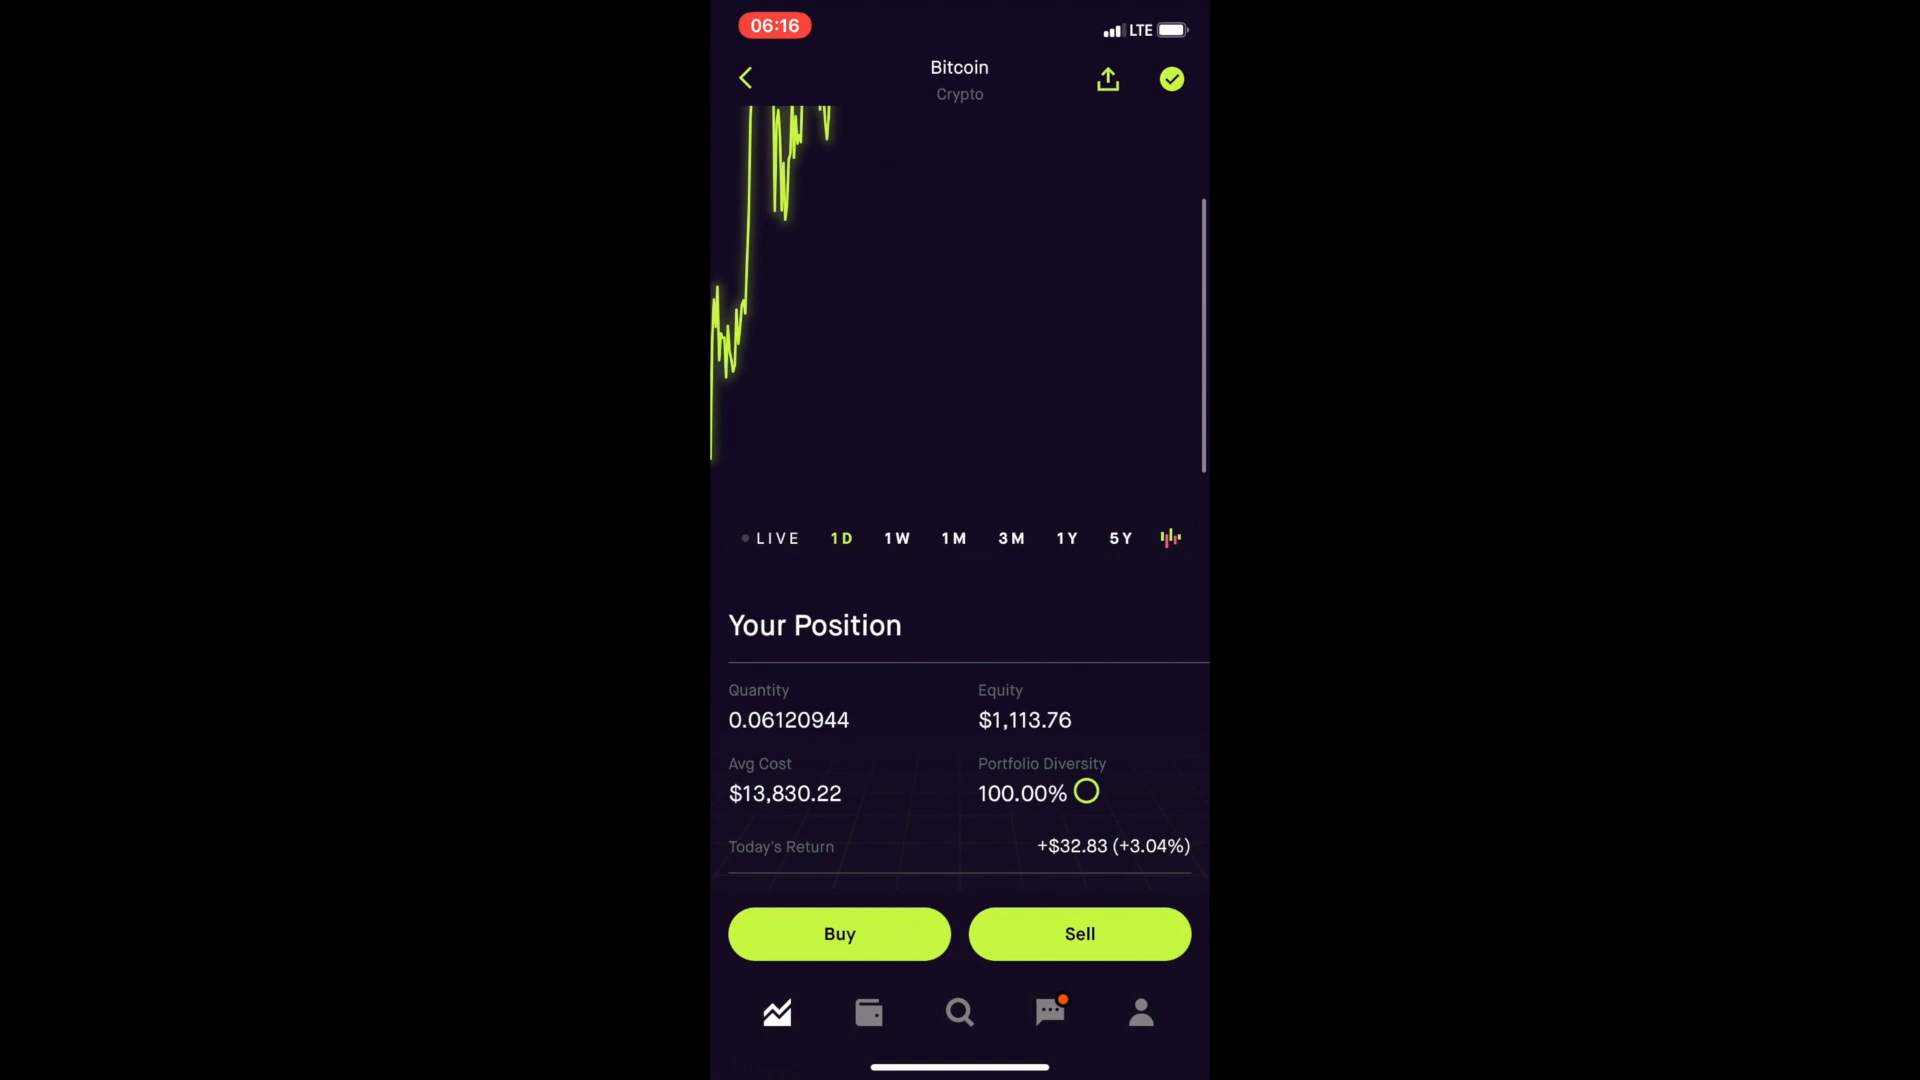 06:16
LTE
Bitcoin
Crypto
LIVE 1D 1W 1M 3M 1Y 5Y
Your Position
Quantity Equity
0.06120944 $1,113.76
Avg Cost Portfolio Diversity
$13,830.22 100.00%
Today's Return +$32.83 (+3.04%)
Buy Sell